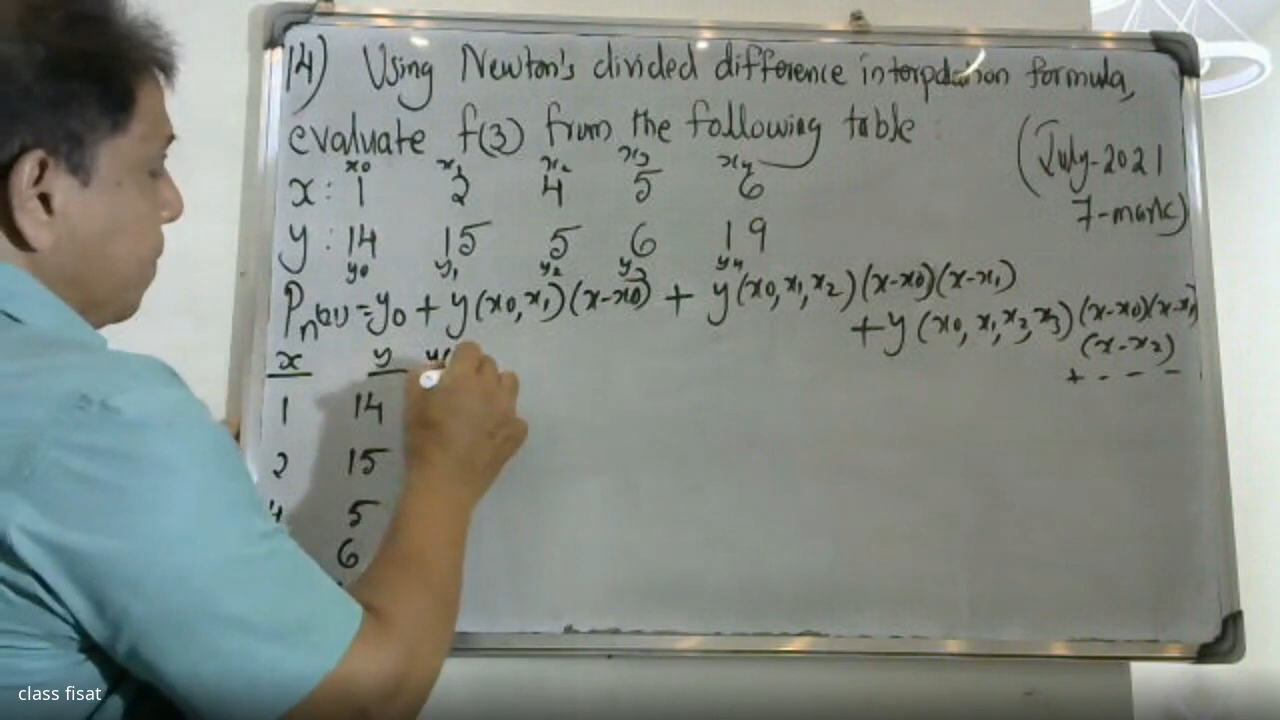 14) Using Newton's divided difference interpolation formula,
evaluate f(3) from the following table
(July-2021
7-mark)
x0 x1 x2 x3 x4
x: 1 2 4 5 6
y: 14 15 5 6 19
y0 y1 y2 y3 y4
Pn(x) = y0 + y(x0, x1)(x-x0) + y(x0, x1, x2)(x-x0)(x-x1)
+ y(x0, x1, x2, x3)(x-x0)(x-x1)
(x-x2)
+ - - -
x y
1 14
2 15
4 5
6
class fisat